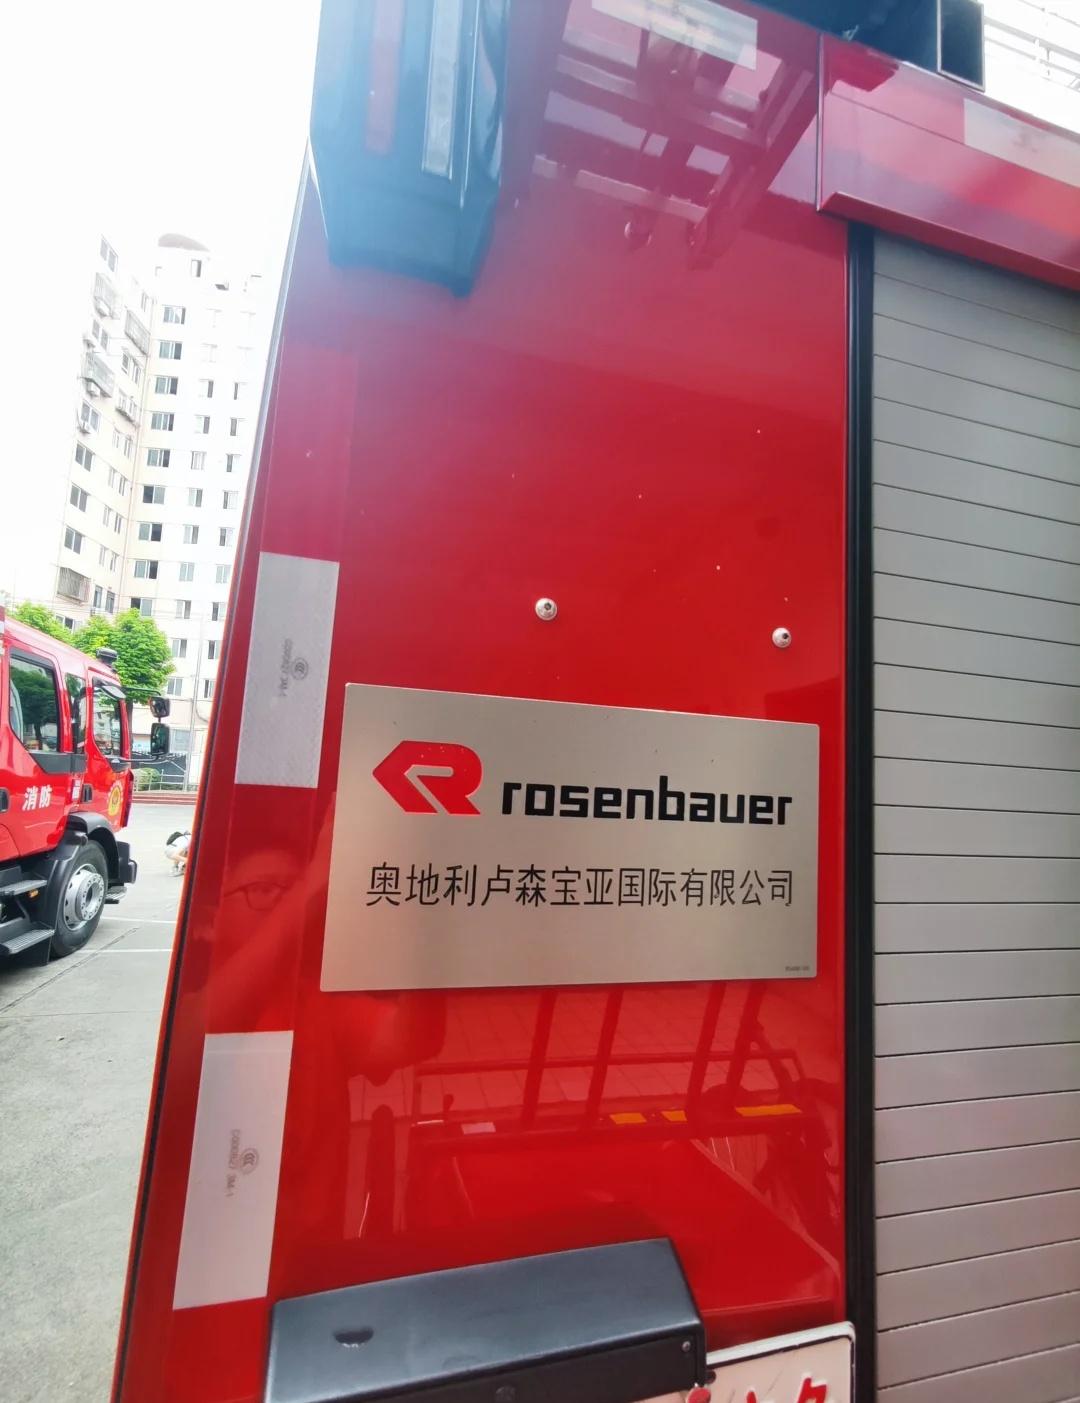 rosenbauer
奥地利卢森宝亚国际有限公司
消防